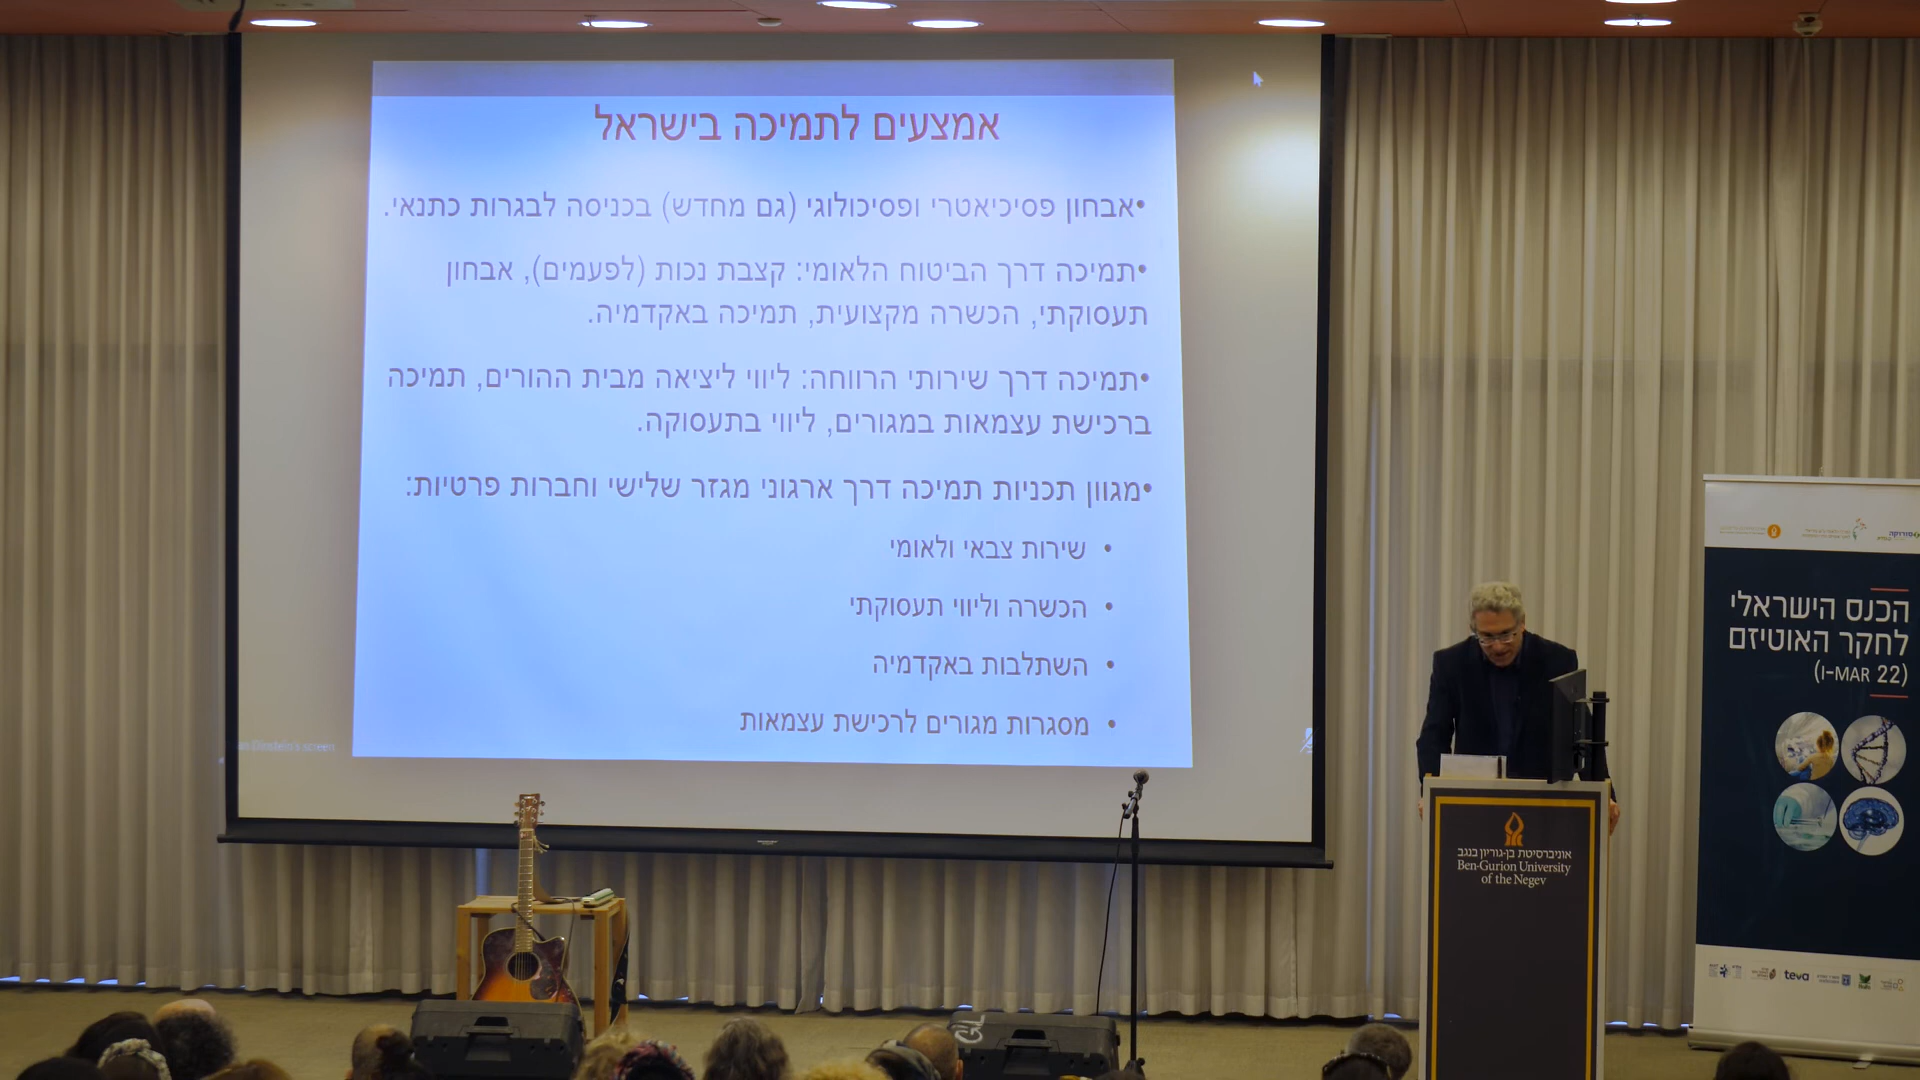 אמצעים לתמיכה בישראל
•אבחון פסיכיאטרי ופסיכולוגי (גם מחדש) בכניסה לבגרות כתנאי.
•תמיכה דרך הביטוח הלאומי: קצבת נכות (לפעמים), אבחון
תעסוקתי, הכשרה מקצועית, תמיכה באקדמיה.
•תמיכה דרך שירותי הרווחה: ליווי ליציאה מבית ההורים, תמיכה
ברכישת עצמאות במגורים, ליווי בתעסוקה.
•מגוון תכניות תמיכה דרך ארגוני מגזר שלישי וחברות פרטיות:
• שירות צבאי ולאומי
• הכשרה וליווי תעסוקתי
• השתלבות באקדמיה
• מסגרות מגורים לרכישת עצמאות
Dinstein's screen
הכנס הישראלי
לחקר האוטיזם
(I-MAR 22)
teva
אוניברסיטת בן-גוריון בנגב
Ben-Gurion University
of the Negev
GL